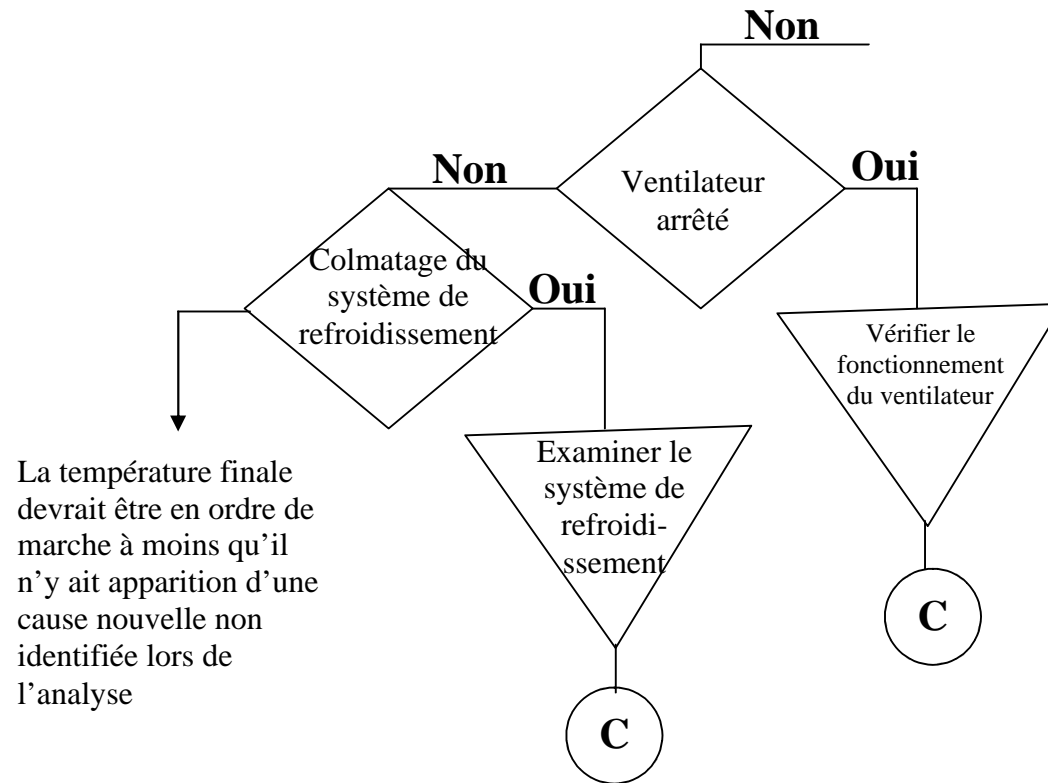 Non
Ventilateur
arrêté
Non
Oui
Colmatage du
système de
refroidissement
Oui
Vérifier le
fonctionnement
du ventilateur
C
Examiner le
système de
refroidi-
ssement
C
La température finale
devrait être en ordre de
marche à moins qu’il
n’y ait apparition d’une
cause nouvelle non
identifiée lors de
l’analyse